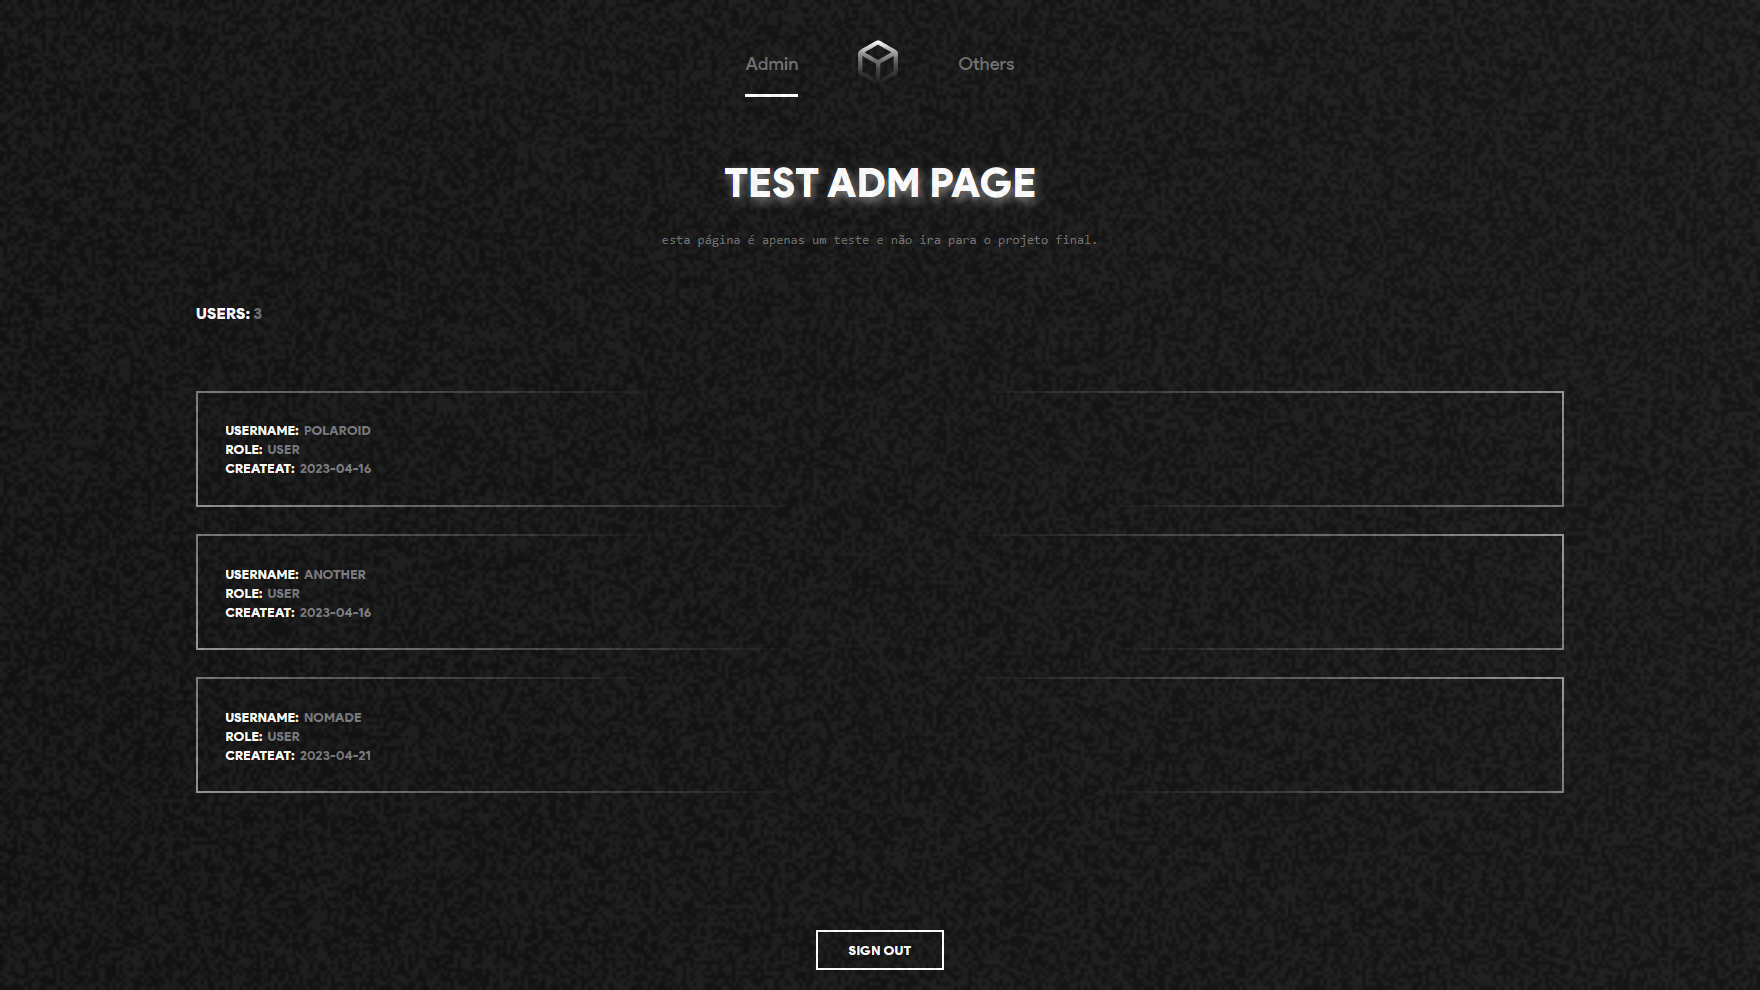 Admin
Others
TEST ADM PAGE
esta página é apenas um teste e não ira para o projeto final.
USERS: 3
USERNAME: POLAROID
ROLE: USER
CREATEAT: 2023-04-16
USERNAME: ANOTHER
ROLE: USER
CREATEAT: 2023-04-16
USERNAME: NOMADE
ROLE: USER
CREATEAT: 2023-04-21
SIGN OUT